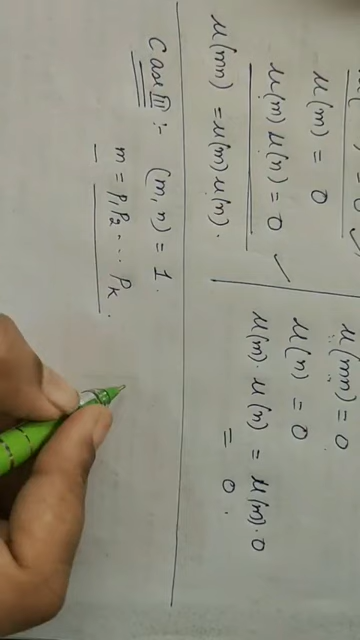 μ(m) = 0
μ(m) μ(n) = 0
μ(mn) = μ(m) μ(n).
μ(mn) = 0
μ(n) = 0
μ(m). μ(n) = μ(m).0
= 0.
Case III :- (m, n) = 1.
m = p₁p₂ ... pₖ.